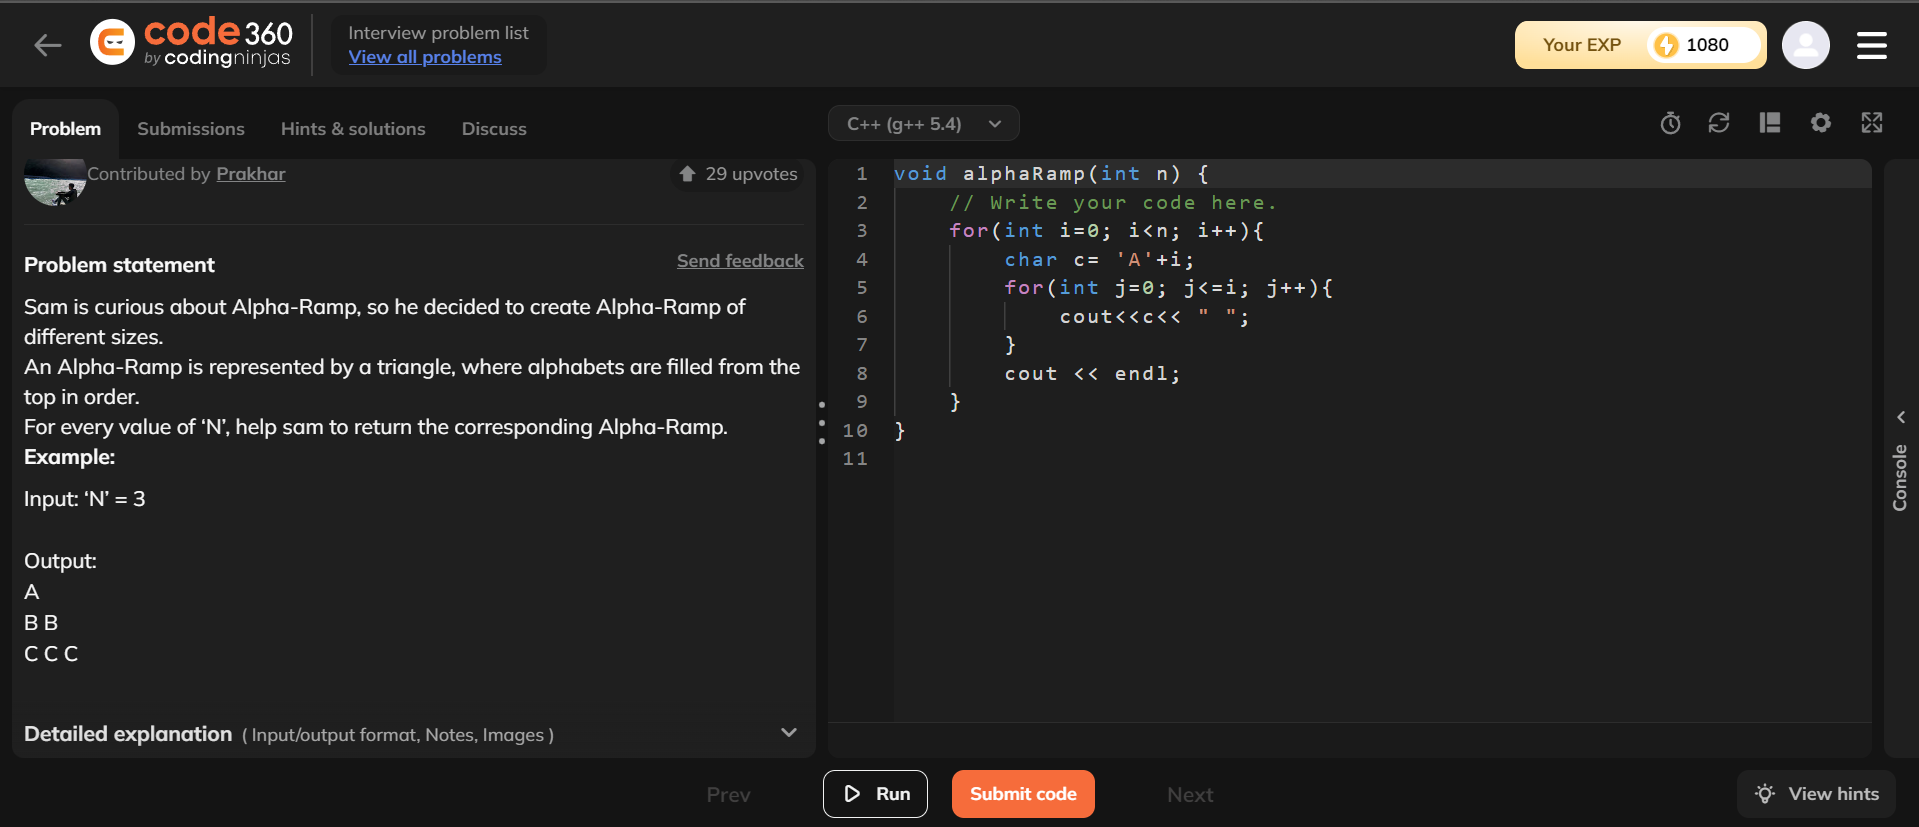 code 360
by codingninjas
Interview problem list
View all problems
Your EXP 1080
Problem Submissions Hints & solutions Discuss
Contributed by Prakhar
29 upvotes
Problem statement
Send feedback
Sam is curious about Alpha-Ramp, so he decided to create Alpha-Ramp of
different sizes.
An Alpha-Ramp is represented by a triangle, where alphabets are filled from the
top in order.
For every value of ‘N’, help sam to return the corresponding Alpha-Ramp.
Example:
Input: ‘N’ = 3
Output:
A
B B
C C C
Detailed explanation ( Input/output format, Notes, Images )
C++ (g++ 5.4)
1 void alphaRamp(int n) {
2 // Write your code here.
3 for(int i=0; i<n; i++){
4 char c= 'A'+i;
5 for(int j=0; j<=i; j++){
6 cout<<c<< " ";
7 }
8 cout << endl;
9 }
10 }
11
Console
Prev
Run
Submit code
Next
View hints